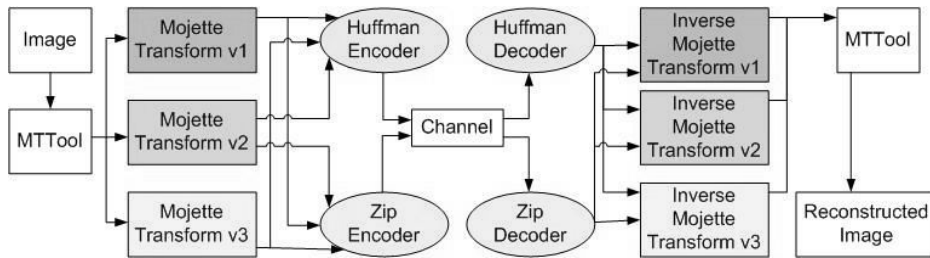 Image
MTTool
Mojette
Transform v1
Mojette
Transform v2
Mojette
Transform v3
Huffman
Encoder
Zip
Encoder
Channel
Huffman
Decoder
Zip
Decoder
Inverse
Mojette
Transform v1
Inverse
Mojette
Transform v2
Inverse
Mojette
Transform v3
MTTool
Reconstructed
Image